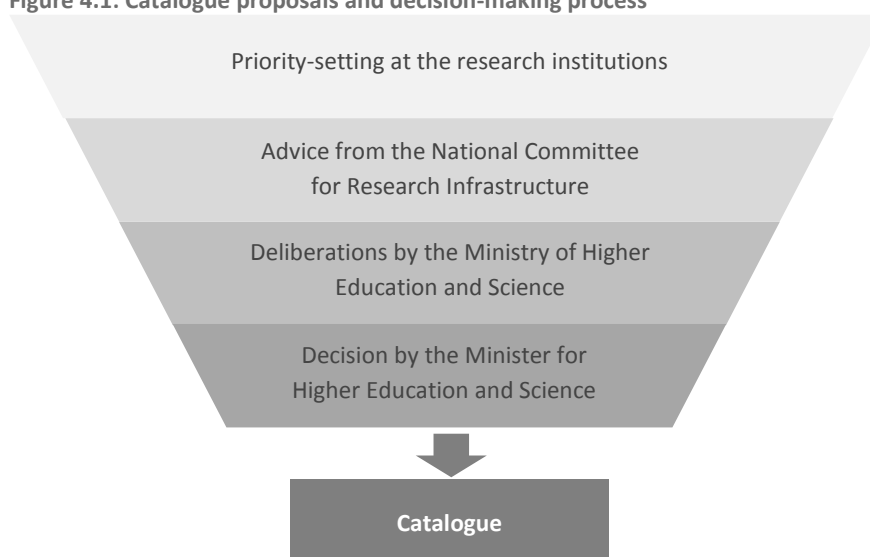 Figure 4.1: Catalogue proposals and decision-making process
Priority-setting at the research institutions
Advice from the National Committee
for Research Infrastructure
Deliberations by the Ministry of Higher
Education and Science
Decision by the Minister for
Higher Education and Science
Catalogue